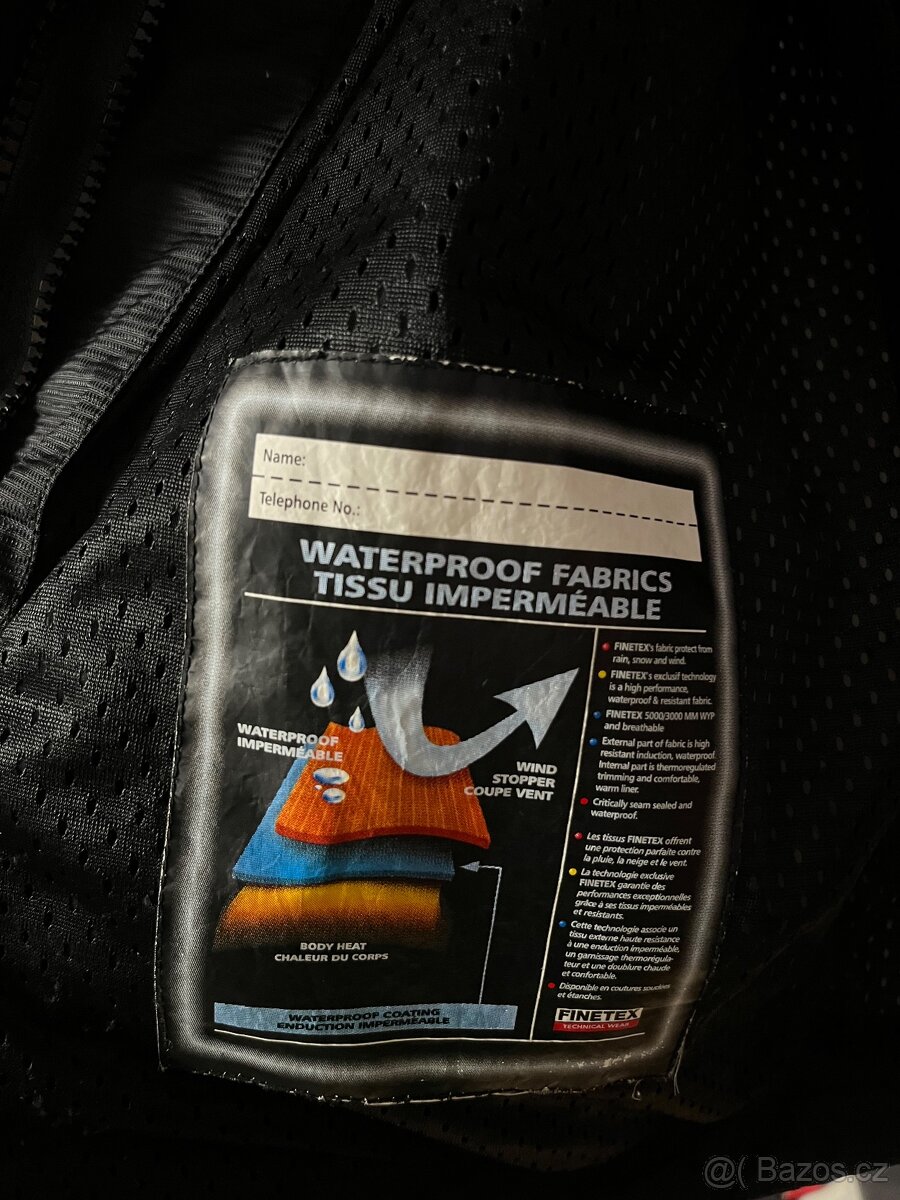 Name:
Telephone No.:
WATERPROOF FABRICS
TISSU IMPERMÉABLE
WATERPROOF
IMPERMÉABLE
WIND
STOPPER
COUPE VENT
BODY HEAT
CHALEUR DU CORPS
WATERPROOF COATING
ENDUCTION IMPERMÉABLE
FINETEX's fabric protect from
rain, snow and wind.
FINETEX's exclusif technology
is a high performance,
waterproof & resistant fabric.
FINETEX 5000/3000 MM WYP
and breathable
External part of fabric is high
resistant induction, waterproof.
Internal part is thermoregulated
trimming and comfortable,
warm liner.
Critically seam sealed and
waterproof.
Les tissus FINETEX offrent
une protection parfaite contre
la pluie, la neige et le vent.
La technologie exclusive
FINETEX garantie des
performances exceptionnelles
grâce à ses tissus imperméables
et resistants.
Cette technologie associe un
tissu externe haute resistance
à une enduction imperméable,
un garnissage thermorégula-
teur et une doublure chaude
et confortable.
Disponible en coutures soudées
et étanches.
FINETEX
TECHNICAL WEAR
@( Bazos.cz